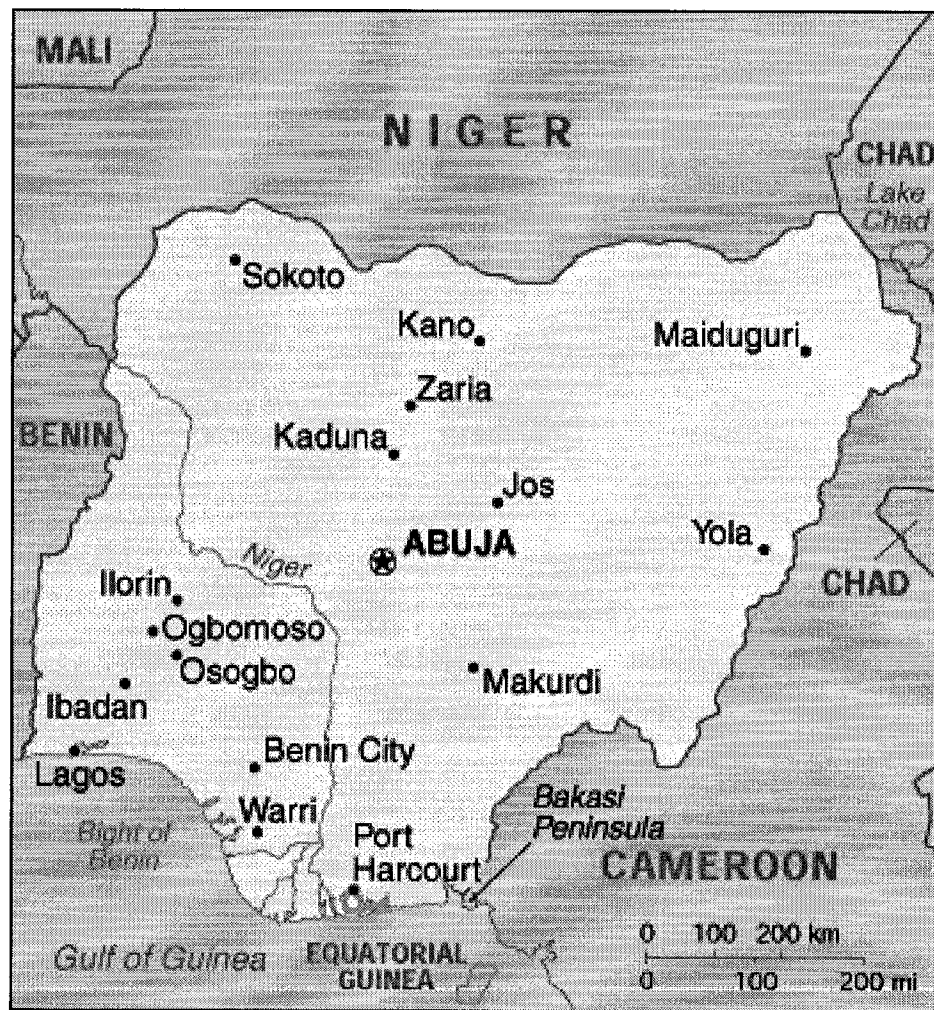 MALI
NIGER
CHAD
Lake
Chad
Sokoto
Kano
Maiduguri
Zaria
BENIN
Kaduna
Jos
ABUJA
Yola
Niger
CHAD
Ilorin
Ogbomoso
Osogbo
Makurdi
Ibadan
Benin City
Lagos
Bakasi
Peninsula
Warri
Bight of
Benin
Port
Harcourt
CAMEROON
Gulf of Guinea
EQUATORIAL
GUINEA
0 100 200 km
0 100 200 mi